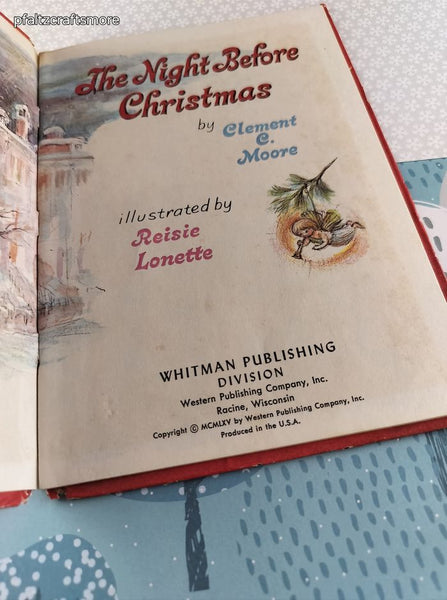 pfaltzcraftsmore
The Night Before
Christmas
by Clement
C.
Moore
illustrated by
Reisie
Lonette
WHITMAN PUBLISHING
DIVISION
Western Publishing Company, Inc.
Racine, Wisconsin
Copyright © MCMLXV by Western Publishing Company, Inc.
Produced in the U.S.A.